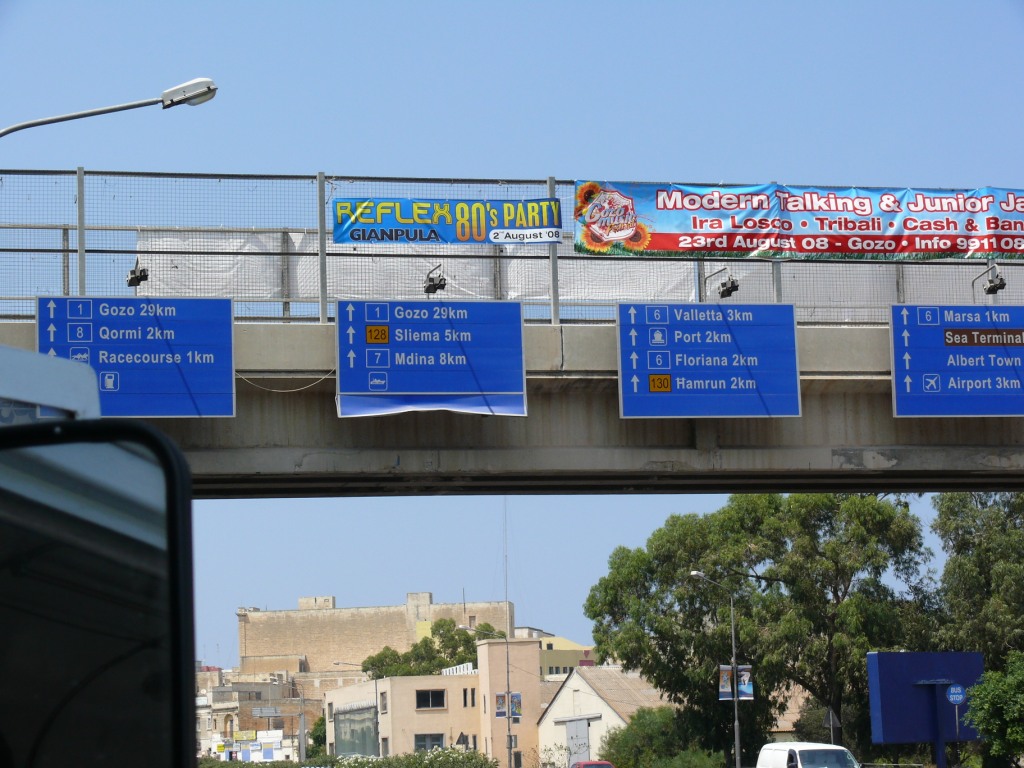 REFLEX 80's PARTY
GIANPULA 2nd August '08
Modern Talking & Junior Ja
Ira Losco • Tribali • Cash & Ban
23rd August 08 - Gozo • Info 9911 08
1 Gozo 29km
8 Qormi 2km
Racecourse 1km
1 Gozo 29km
128 Sliema 5km
7 Mdina 8km
6 Valletta 3km
Port 2km
6 Floriana 2km
130 Hamrun 2km
6 Marsa 1km
Sea Terminal
Albert Town
Airport 3km
BUS
STOP